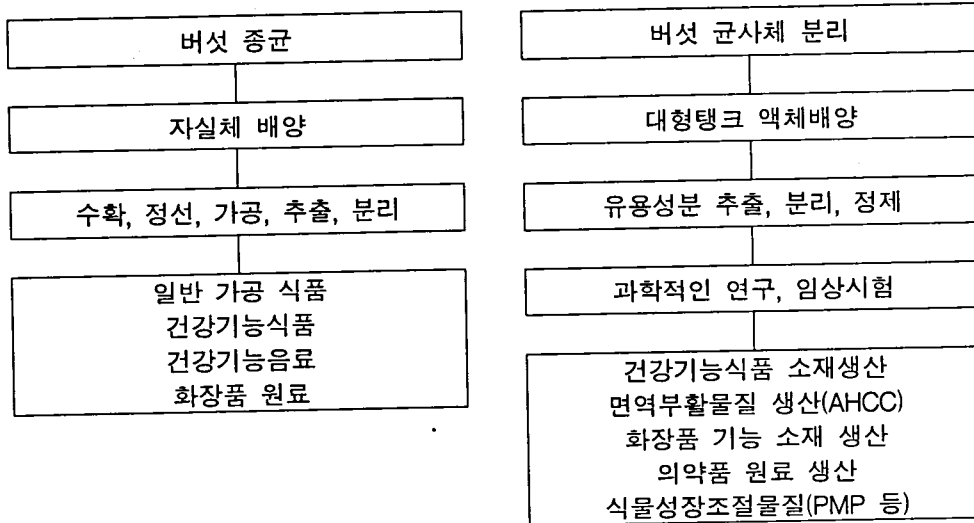 버섯 종균
자실체 배양
수확, 정선, 가공, 추출, 분리
일반 가공 식품
건강기능식품
건강기능음료
화장품 원료
버섯 균사체 분리
대형탱크 액체배양
유용성분 추출, 분리, 정제
과학적인 연구, 임상시험
건강기능식품 소재생산
면역부활물질 생산(AHCC)
화장품 기능 소재 생산
의약품 원료 생산
식물성장조절물질(PMP 등)